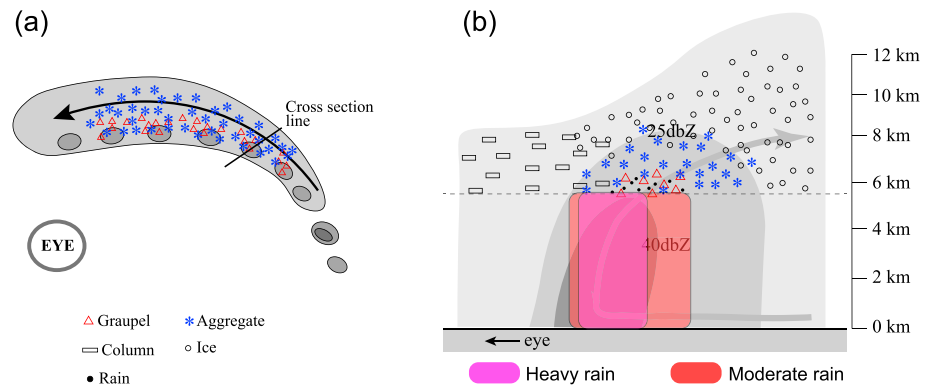 (a)
Cross section
line
EYE
Graupel
Aggregate
Column
Ice
Rain
(b)
25dbZ
40dbZ
12 km
10 km
8 km
6 km
4 km
2 km
0 km
eye
Heavy rain
Moderate rain